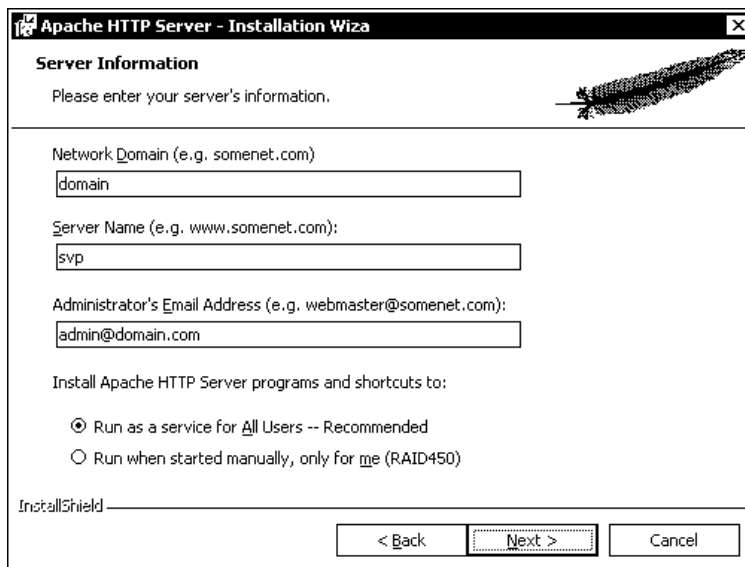 Apache HTTP Server - Installation Wiza
Server Information
Please enter your server's information.
Network Domain (e.g. somenet.com)
domain
Server Name (e.g. www.somenet.com):
svp
Administrator's Email Address (e.g. webmaster@somenet.com):
admin@domain.com
Install Apache HTTP Server programs and shortcuts to:
Run as a service for All Users -- Recommended
Run when started manually, only for me (RAID450)
InstallShield
< Back Next > Cancel